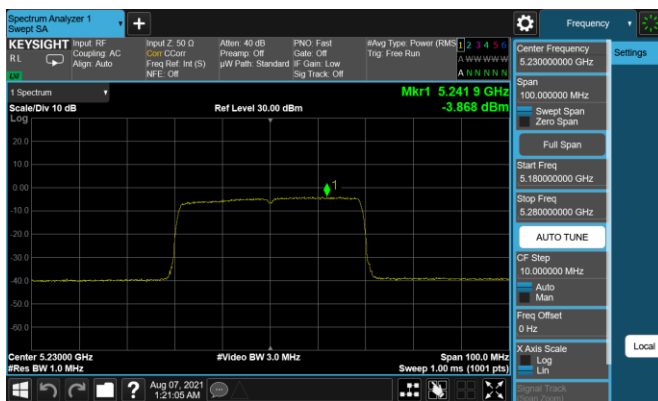 Spectrum Analyzer 1
Swept SA
+
Frequency
KEYSIGHT
RL
LXI
Input: RF
Coupling: AC
Align: Auto
Input Z: 50 Ω
Corr CCorr
Freq Ref: Int (S)
NFE: Off
Atten: 40 dB
Preamp: Off
µW Path: Standard
PNO: Fast
Gate: Off
IF Gain: Low
Sig Track: Off
#Avg Type: Power (RMS)
Trig: Free Run
1 2 3 4 5 6
A W W W W W
A N N N N N
Center Frequency
5.230000000 GHz
Settings
1 Spectrum
Mkr1 5.241 9 GHz
Scale/Div 10 dB
Ref Level 30.00 dBm
-3.868 dBm
Log
20.0
10.0
0.00
-10.0
-20.0
-30.0
-40.0
-50.0
-60.0
1
Center 5.23000 GHz
#Video BW 3.0 MHz
Span 100.0 MHz
#Res BW 1.0 MHz
Sweep 1.00 ms (1001 pts)
Span
100.000000 MHz
Swept Span
Zero Span
Full Span
Start Freq
5.180000000 GHz
Stop Freq
5.280000000 GHz
AUTO TUNE
CF Step
10.000000 MHz
Auto
Man
Freq Offset
0 Hz
X Axis Scale
Log
Lin
Local
Signal Track
(Span Zoom)
?
Aug 07, 2021
1:21:05 AM